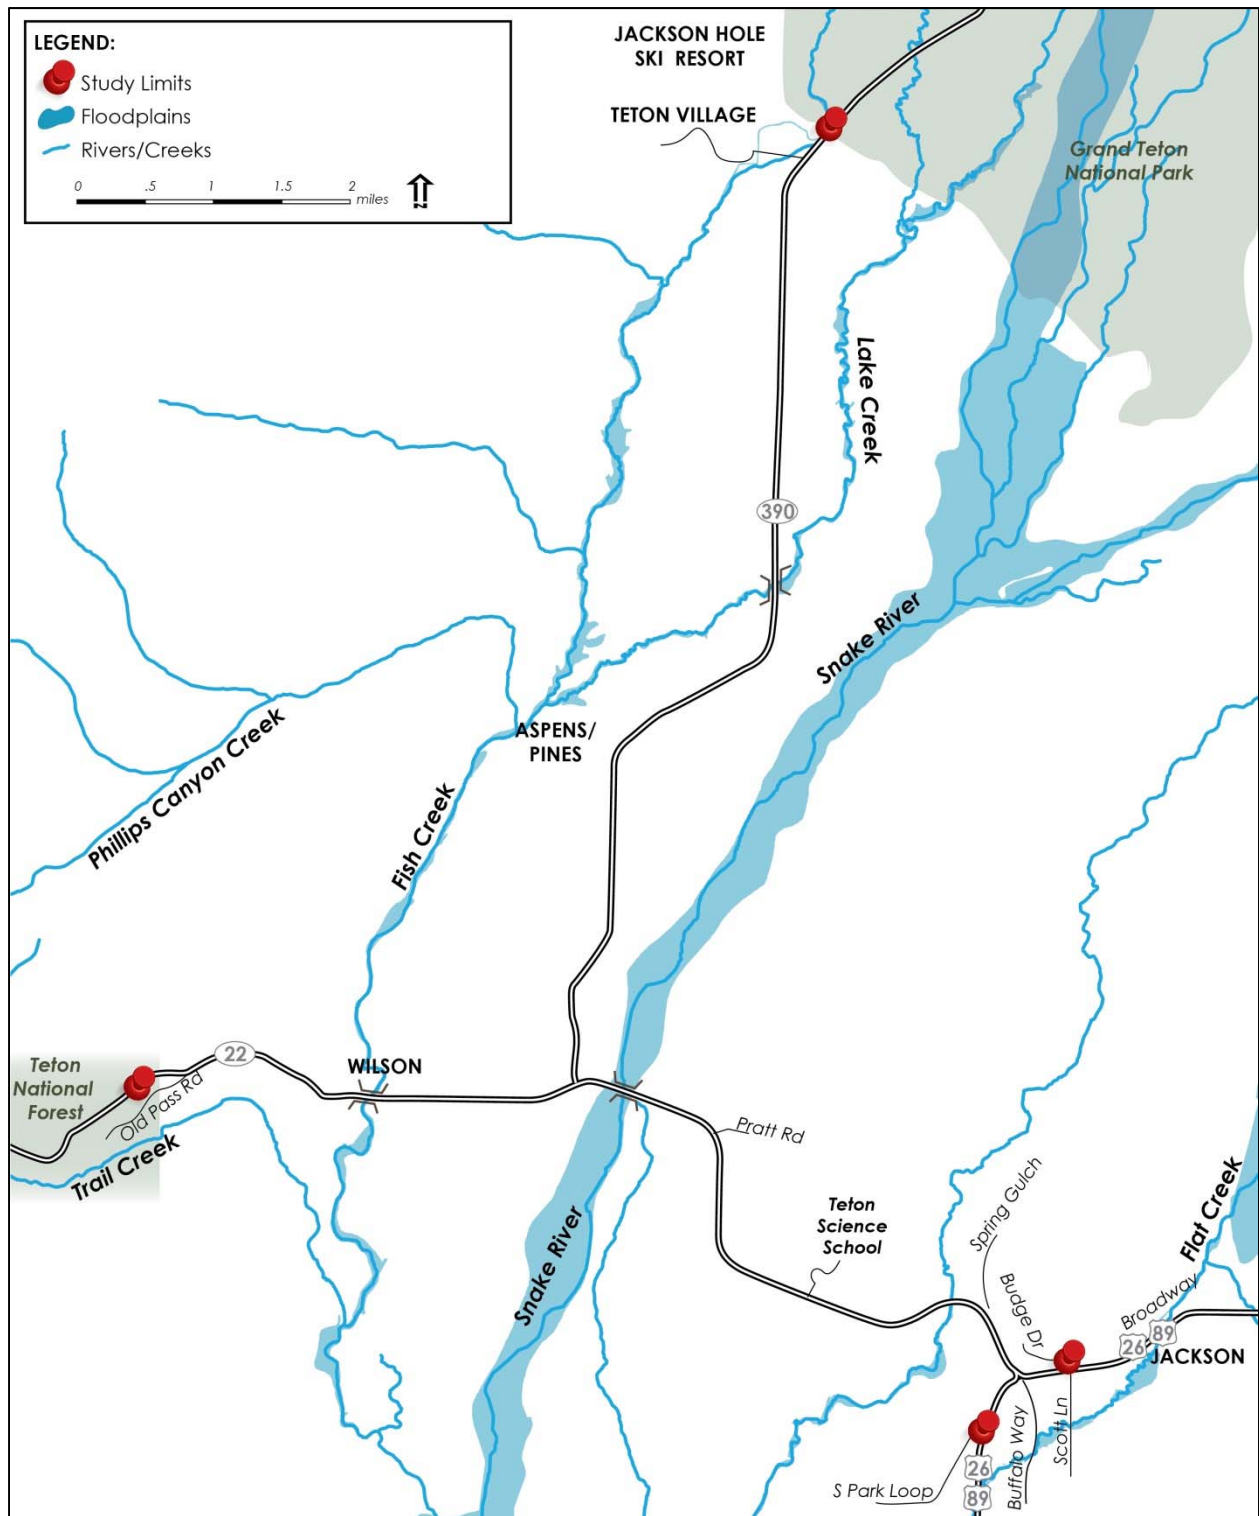 LEGEND:
Study Limits
Floodplains
Rivers/Creeks
0 .5 1 1.5 2 miles
N
JACKSON HOLE
SKI RESORT
TETON VILLAGE
Grand Teton
National Park
Lake Creek
390
Snake River
ASPENS/
PINES
Phillips Canyon Creek
Fish Creek
Teton
National
Forest
22
Old Pass Rd
Trail Creek
WILSON
Pratt Rd
Snake River
Teton
Science
School
Spring Gulch
Budge Dr
Broadway
Flat Creek
26 89
JACKSON
S Park Loop
26
89
Buffalo Way
Scott Ln